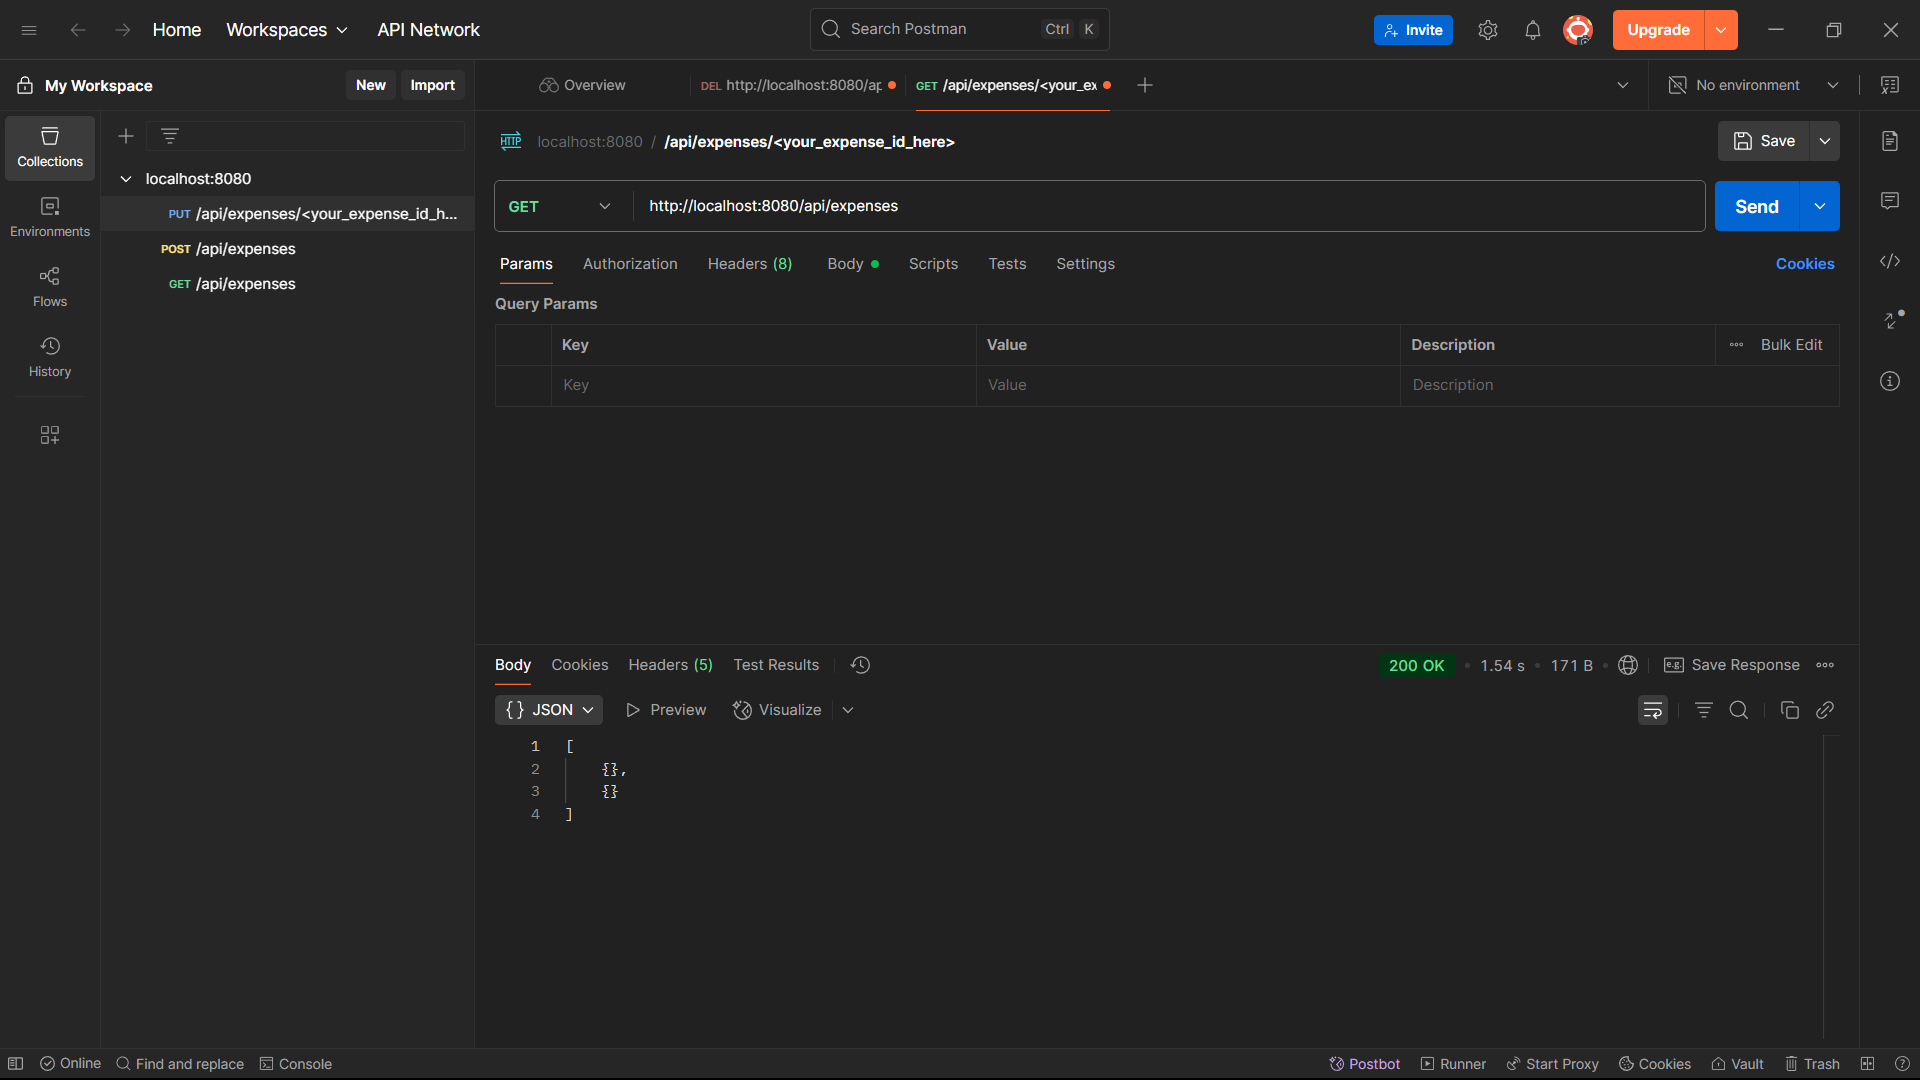 Home Workspaces API Network Search Postman Ctrl K Invite Upgrade
My Workspace New Import Overview DEL http://localhost:8080/ap GET /api/expenses/<your_ex No environment
Collections
Environments
Flows
History
localhost:8080
PUT /api/expenses/<your_expense_id_h...
POST /api/expenses
GET /api/expenses
HTTP localhost:8080 / /api/expenses/<your_expense_id_here> Save
GET http://localhost:8080/api/expenses Send
Params Authorization Headers (8) Body Scripts Tests Settings Cookies
Query Params
Key Value Description Bulk Edit
Key Value Description
Body Cookies Headers (5) Test Results 200 OK 1.54 s 171 B e.g. Save Response
{} JSON Preview Visualize
1 [
2 {},
3 {}
4 ]
Online Find and replace Console Postbot Runner Start Proxy Cookies Vault Trash